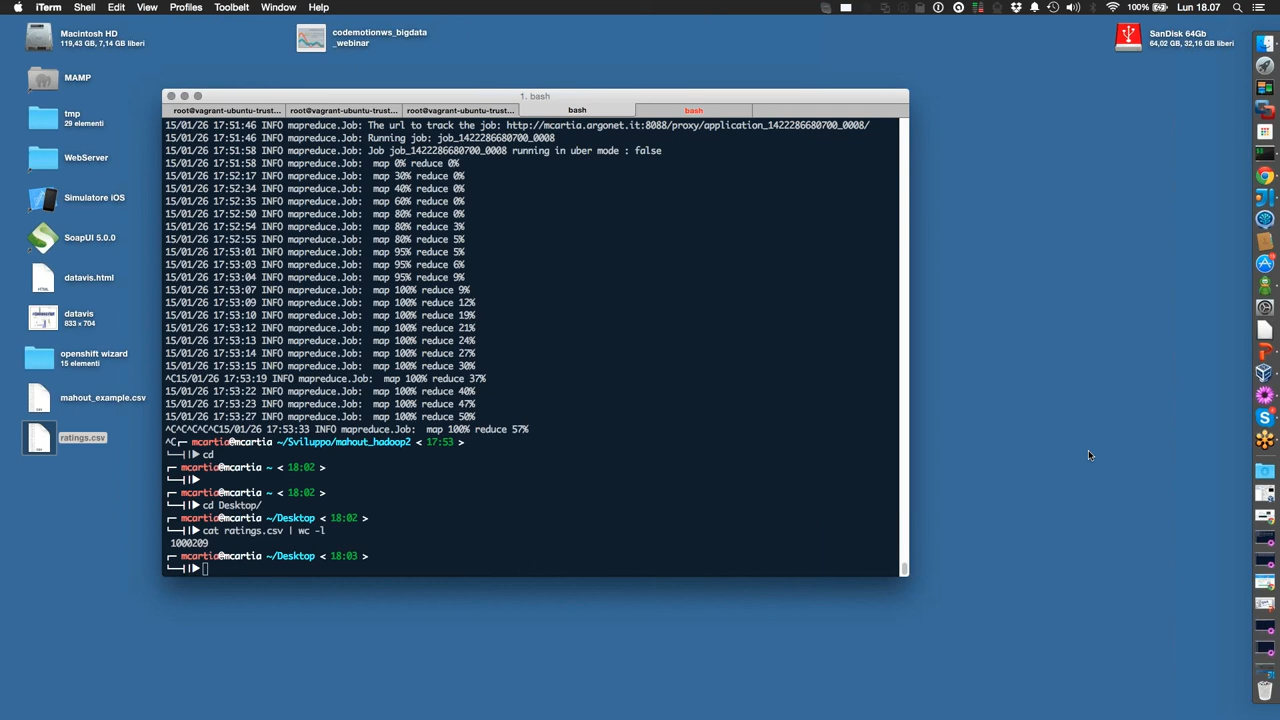 iTerm Shell Edit View Profiles Toolbelt Window Help
100% Lun 18.07
Macintosh HD
119,43 GB, 7,14 GB liberi
codemotionws_bigdata
_webinar
SanDisk 64Gb
64,02 GB, 32,16 GB liberi
MAMP
tmp
29 elementi
WebServer
Simulatore iOS
SoapUI 5.0.0
datavis.html
datavis
833 × 704
openshift wizard
15 elementi
mahout_example.csv
ratings.csv
1. bash
root@vagrant-ubuntu-trust... root@vagrant-ubuntu-trust... root@vagrant-ubuntu-trust... bash bash
15/01/26 17:51:46 INFO mapreduce.Job: The url to track the job: http://mcartia.argonet.it:8088/proxy/application_1422286680700_0008/
15/01/26 17:51:46 INFO mapreduce.Job: Running job: job_1422286680700_0008
15/01/26 17:51:58 INFO mapreduce.Job: Job job_1422286680700_0008 running in uber mode : false
15/01/26 17:51:58 INFO mapreduce.Job:  map 0% reduce 0%
15/01/26 17:52:17 INFO mapreduce.Job:  map 30% reduce 0%
15/01/26 17:52:34 INFO mapreduce.Job:  map 40% reduce 0%
15/01/26 17:52:35 INFO mapreduce.Job:  map 60% reduce 0%
15/01/26 17:52:50 INFO mapreduce.Job:  map 80% reduce 0%
15/01/26 17:52:54 INFO mapreduce.Job:  map 80% reduce 3%
15/01/26 17:52:55 INFO mapreduce.Job:  map 80% reduce 5%
15/01/26 17:53:01 INFO mapreduce.Job:  map 95% reduce 5%
15/01/26 17:53:03 INFO mapreduce.Job:  map 95% reduce 6%
15/01/26 17:53:04 INFO mapreduce.Job:  map 95% reduce 9%
15/01/26 17:53:07 INFO mapreduce.Job:  map 100% reduce 9%
15/01/26 17:53:09 INFO mapreduce.Job:  map 100% reduce 12%
15/01/26 17:53:10 INFO mapreduce.Job:  map 100% reduce 19%
15/01/26 17:53:12 INFO mapreduce.Job:  map 100% reduce 21%
15/01/26 17:53:13 INFO mapreduce.Job:  map 100% reduce 24%
15/01/26 17:53:14 INFO mapreduce.Job:  map 100% reduce 27%
15/01/26 17:53:15 INFO mapreduce.Job:  map 100% reduce 30%
^C15/01/26 17:53:19 INFO mapreduce.Job:  map 100% reduce 37%
15/01/26 17:53:22 INFO mapreduce.Job:  map 100% reduce 40%
15/01/26 17:53:23 INFO mapreduce.Job:  map 100% reduce 47%
15/01/26 17:53:27 INFO mapreduce.Job:  map 100% reduce 50%
^C^C^C^C^C15/01/26 17:53:33 INFO mapreduce.Job:  map 100% reduce 57%
^C mcartia@mcartia ~/Sviluppo/mahout_hadoop2 < 17:53 >
cd
mcartia@mcartia ~ < 18:02 >
mcartia@mcartia ~ < 18:02 >
cd Desktop/
mcartia@mcartia ~/Desktop < 18:02 >
cat ratings.csv | wc -l
1000209
mcartia@mcartia ~/Desktop < 18:03 >